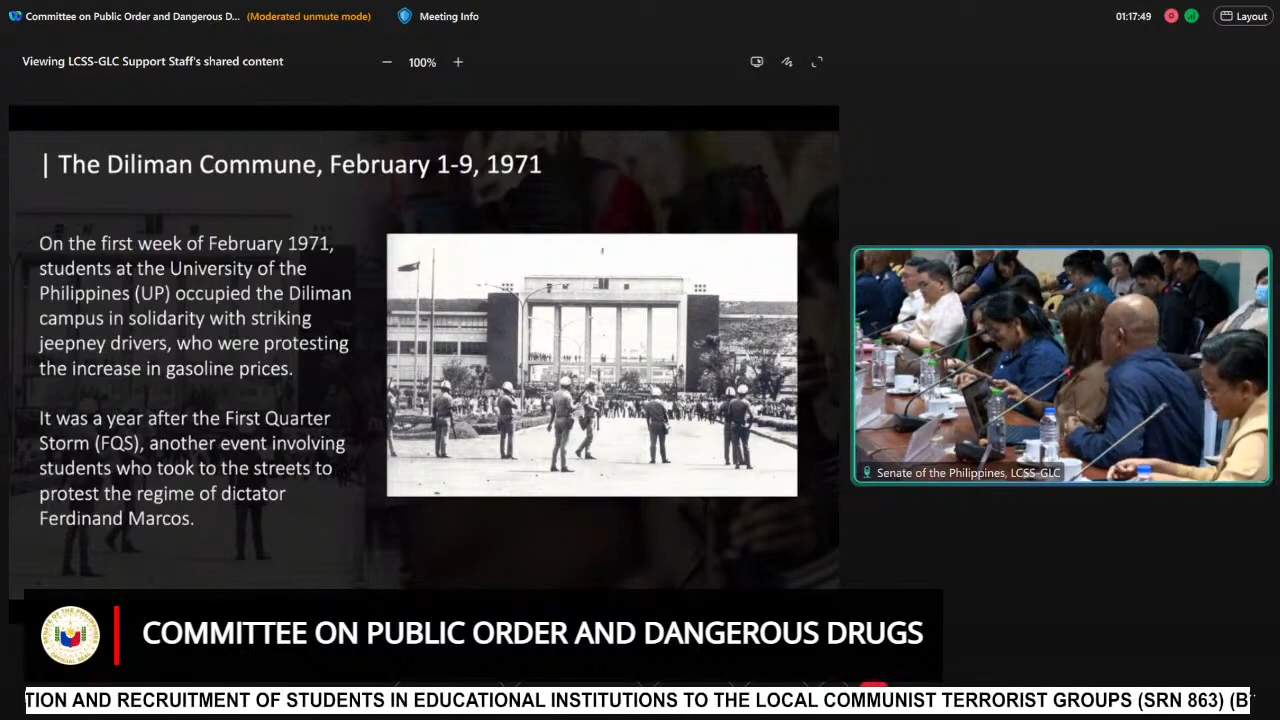 Committee on Public Order and Dangerous D... (Moderated unmute mode) Meeting Info 01:17:49 Layout
Viewing LCSS-GLC Support Staff's shared content 100%
| The Diliman Commune, February 1-9, 1971
On the first week of February 1971,
students at the University of the
Philippines (UP) occupied the Diliman
campus in solidarity with striking
jeepney drivers, who were protesting
the increase in gasoline prices.
It was a year after the First Quarter
Storm (FQS), another event involving
students who took to the streets to
protest the regime of dictator
Ferdinand Marcos.
Senate of the Philippines, LCSS-GLC
COMMITTEE ON PUBLIC ORDER AND DANGEROUS DRUGS
TION AND RECRUITMENT OF STUDENTS IN EDUCATIONAL INSTITUTIONS TO THE LOCAL COMMUNIST TERRORIST GROUPS (SRN 863) (B